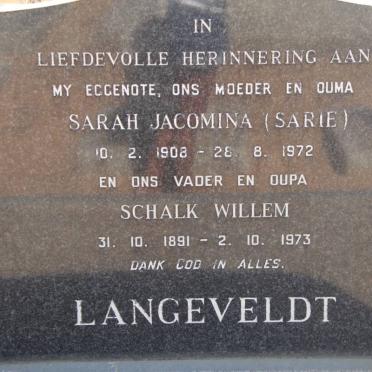 IN
LIEFDEVOLLE HERINNERING AAN
MY EGGENOTE, ONS MOEDER EN OUMA
SARAH JACOMINA (SARIE)
10. 2. 1908 - 28. 8. 1972
EN ONS VADER EN OUPA
SCHALK WILLEM
31. 10. 1891 - 2. 10. 1973
DANK GOD IN ALLES.
LANGEVELDT